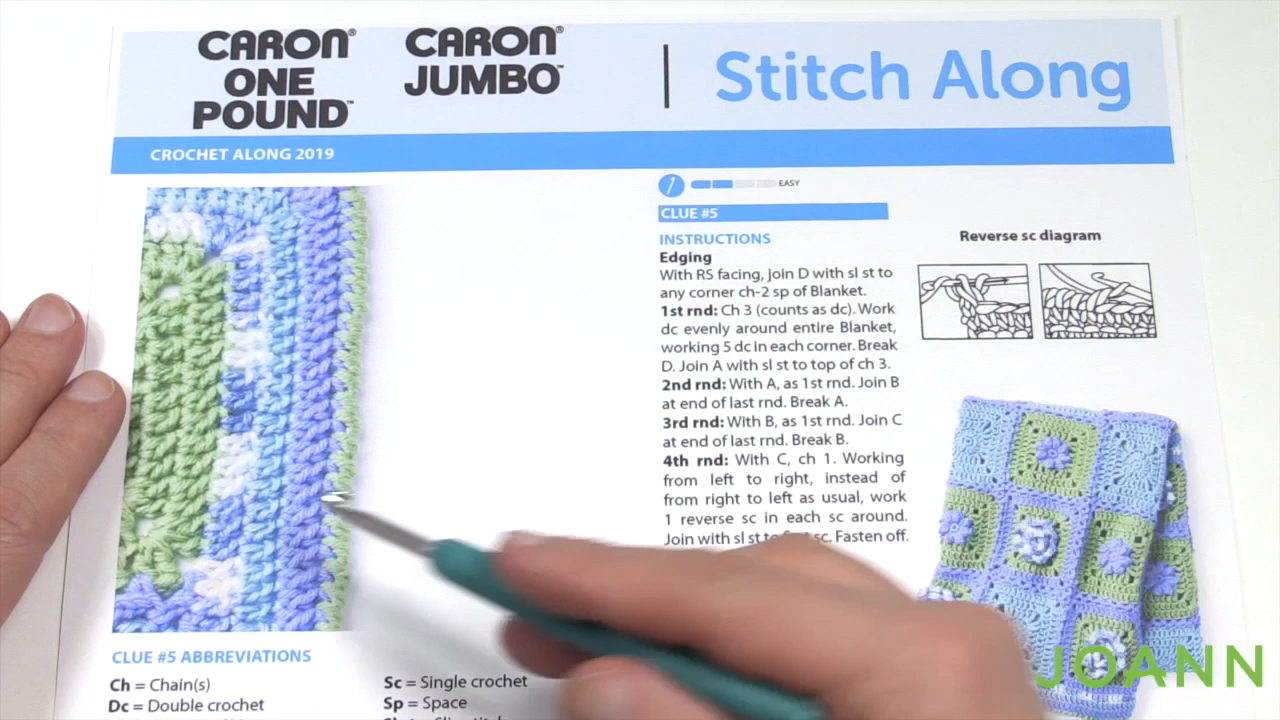 CARON®
ONE
POUND™
CARON®
JUMBO™
Stitch Along
CROCHET ALONG 2019
EASY
CLUE #5
INSTRUCTIONS
Edging
With RS facing, join D with sl st to
any corner ch-2 sp of Blanket.
1st rnd: Ch 3 (counts as dc). Work
dc evenly around entire Blanket,
working 5 dc in each corner. Break
D. Join A with sl st to top of ch 3.
2nd rnd: With A, as 1st rnd. Join B
at end of last rnd. Break A.
3rd rnd: With B, as 1st rnd. Join C
at end of last rnd. Break B.
4th rnd: With C, ch 1. Working
from left to right, instead of
from right to left as usual, work
1 reverse sc in each sc around.
Join with sl st sc. Fasten off.
Reverse sc diagram
CLUE #5 ABBREVIATIONS
Ch = Chain(s)
Dc = Double crochet
Sc = Single crochet
Sp = Space
JOANN